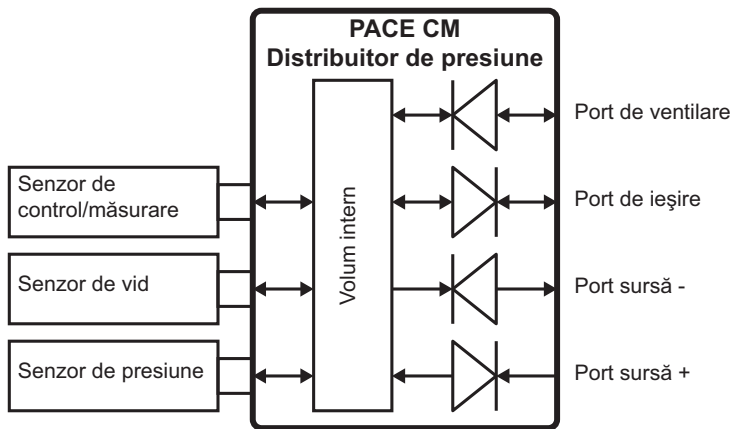 PACE CM
Distribuitor de presiune
Port de ventilare
Senzor de
control/măsurare
Port de ieşire
Volum intern
Senzor de vid
Port sursă -
Senzor de presiune
Port sursă +